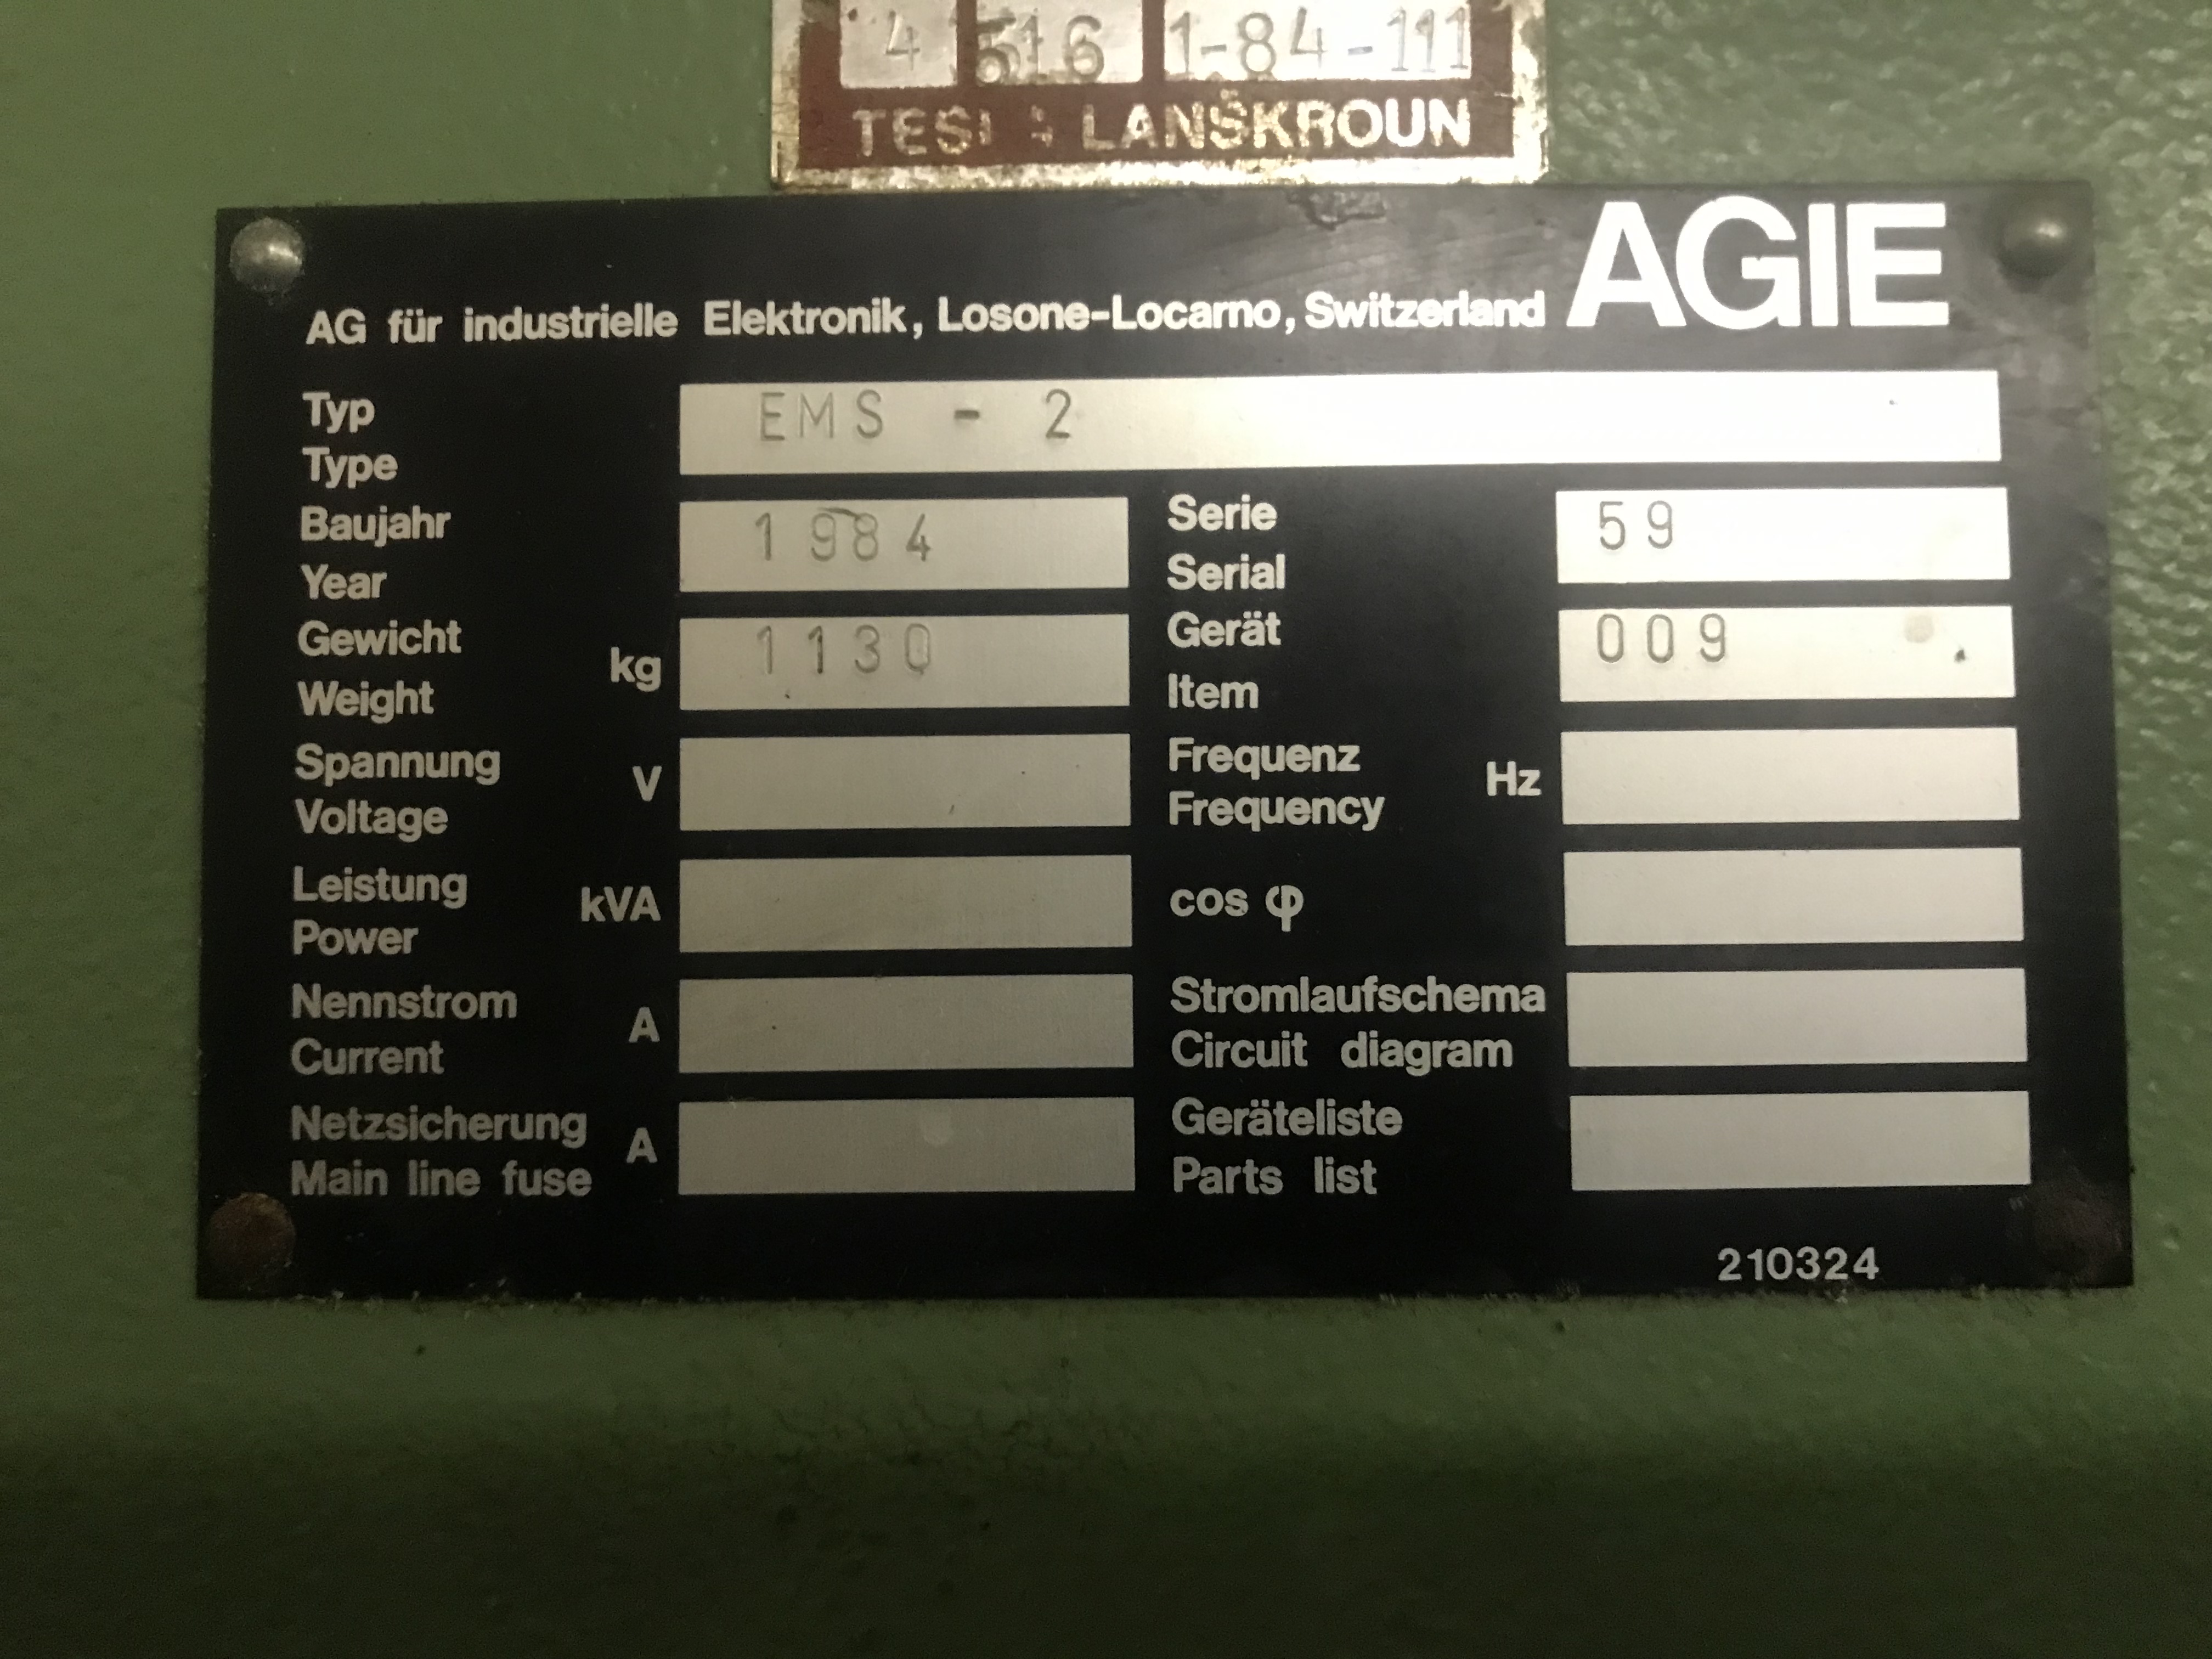 4 516 1-84-111
LANŠKROUN
AGIE
AG für industrielle Elektronik, Losone-Locarno, Switzerland
Typ
Type
EMS - 2
Baujahr
Year
1984
Serie
Serial
59
Gewicht
Weight
kg
1130
Gerät
Item
009
Spannung
Voltage
V
Frequenz
Frequency
Hz
Leistung
Power
kVA
cos φ
Nennstrom
Current
A
Stromlaufschema
Circuit diagram
Netzsicherung
Main line fuse
A
Geräteliste
Parts list
210324